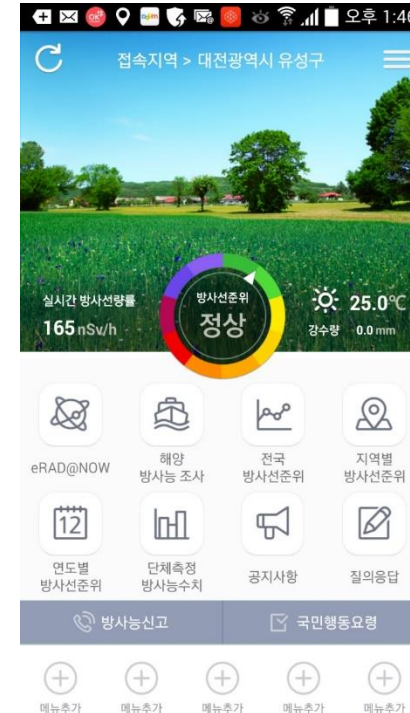 오후 1:46
접속지역 > 대전광역시 유성구
실시간 방사선량률
165 nSv/h
방사선준위
정상
25.0℃
강수량 0.0 mm
eRAD@NOW
해양
방사능 조사
전국
방사선준위
지역별
방사선준위
12
연도별
방사선준위
단체측정
방사능수치
공지사항
질의응답
방사능신고
국민행동요령
메뉴추가 메뉴추가 메뉴추가 메뉴추가 메뉴추가